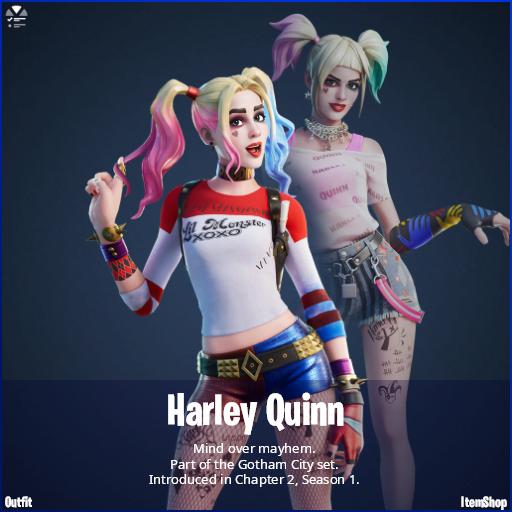 Lil Monster
XOXO
QUINN
Harley Quinn
Mind over mayhem.
Part of the Gotham City set.
Introduced in Chapter 2, Season 1.
Outfit
ItemShop